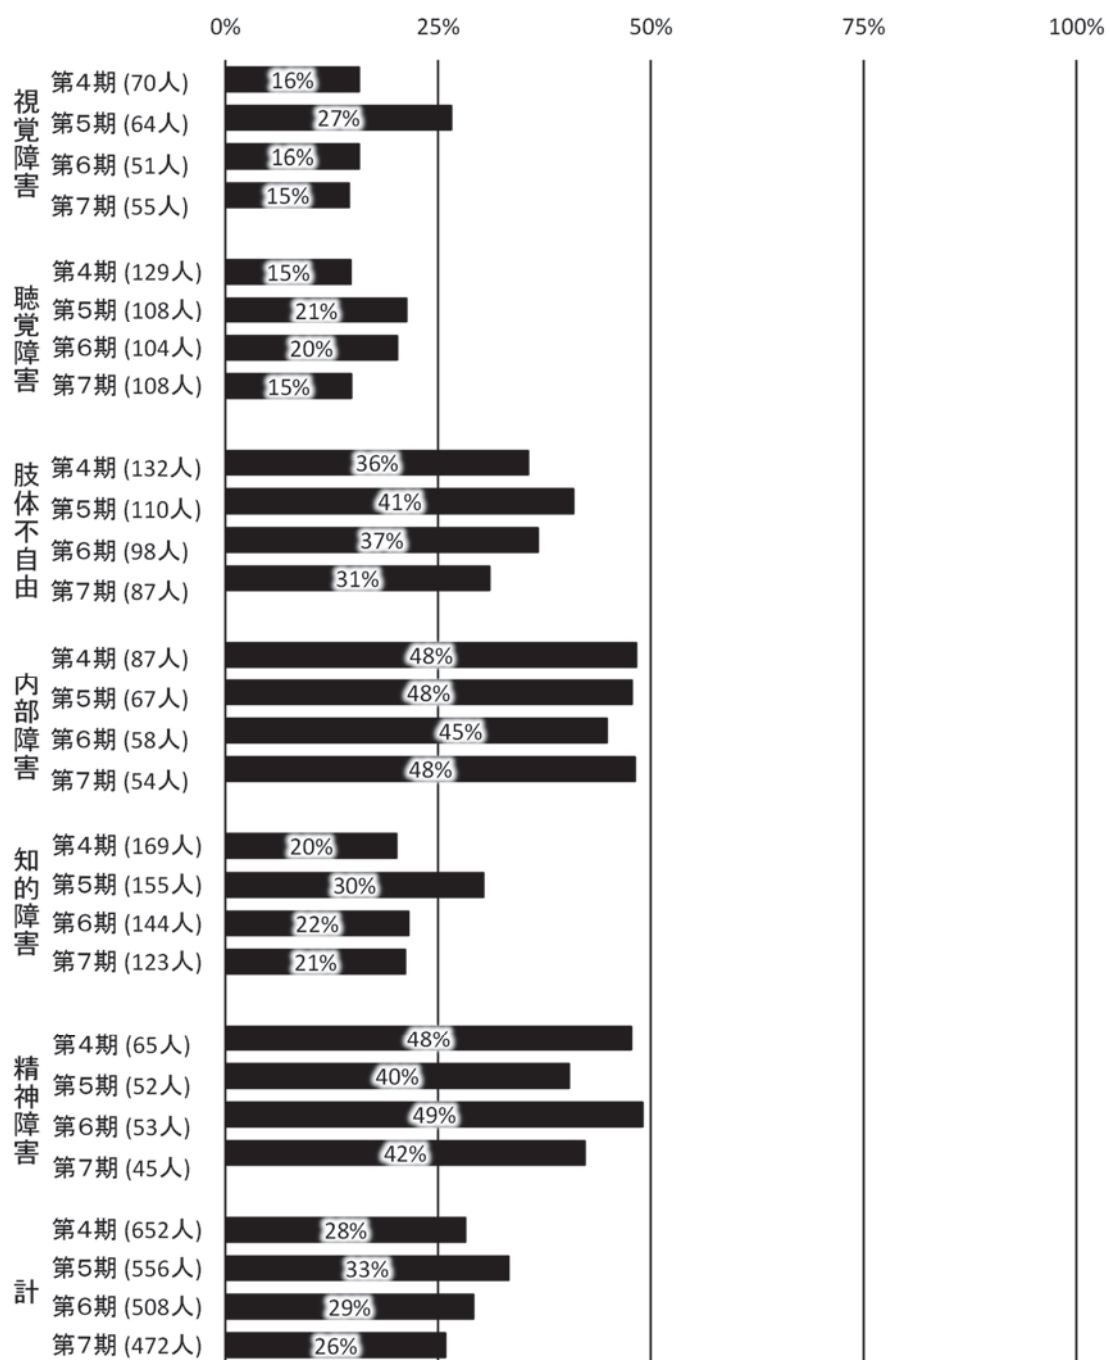 0% 25% 50% 75% 100%
視覚障害
第4期 (70人) 16%
第5期 (64人) 27%
第6期 (51人) 16%
第7期 (55人) 15%
聴覚障害
第4期 (129人) 15%
第5期 (108人) 21%
第6期 (104人) 20%
第7期 (108人) 15%
肢体不自由
第4期 (132人) 36%
第5期 (110人) 41%
第6期 (98人) 37%
第7期 (87人) 31%
内部障害
第4期 (87人) 48%
第5期 (67人) 48%
第6期 (58人) 45%
第7期 (54人) 48%
知的障害
第4期 (169人) 20%
第5期 (155人) 30%
第6期 (144人) 22%
第7期 (123人) 21%
精神障害
第4期 (65人) 48%
第5期 (52人) 40%
第6期 (53人) 49%
第7期 (45人) 42%
計
第4期 (652人) 28%
第5期 (556人) 33%
第6期 (508人) 29%
第7期 (472人) 26%